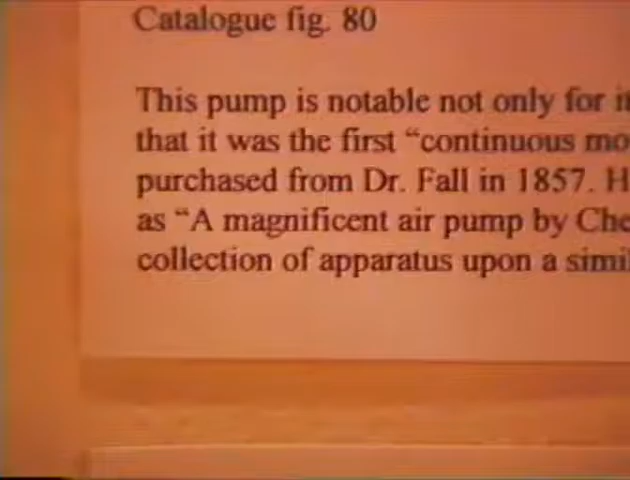 Catalogue fig. 80
This pump is notable not only for
that it was the first “continuous
purchased from Dr. Fall in 1857.
as “A magnificent air pump by
collection of apparatus upon a